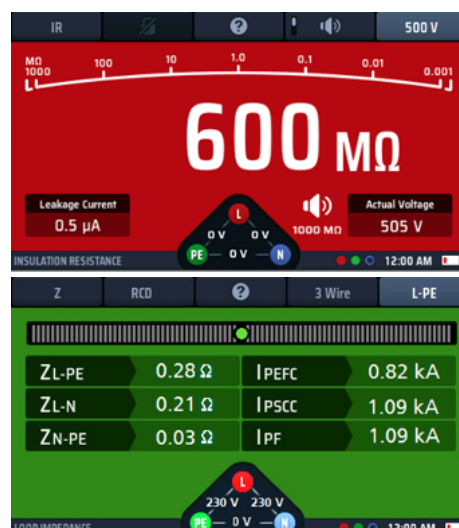 IR 500 V
MΩ
1000 100 10 1.0 0.1 0.01 0.001
600 MΩ
Leakage Current
0.5 µA
L
0 V 0 V
PE 0 V N
1000 MΩ
Actual Voltage
505 V
INSULATION RESISTANCE 12:00 AM
Z RCD ? 3 Wire L-PE
ZL-PE 0.28 Ω IPEFC 0.82 kA
ZL-N 0.21 Ω IPSCC 1.09 kA
ZN-PE 0.03 Ω IPF 1.09 kA
L
230 V 230 V
PE 0 V N
LOOP IMPEDANCE 12:00 AM